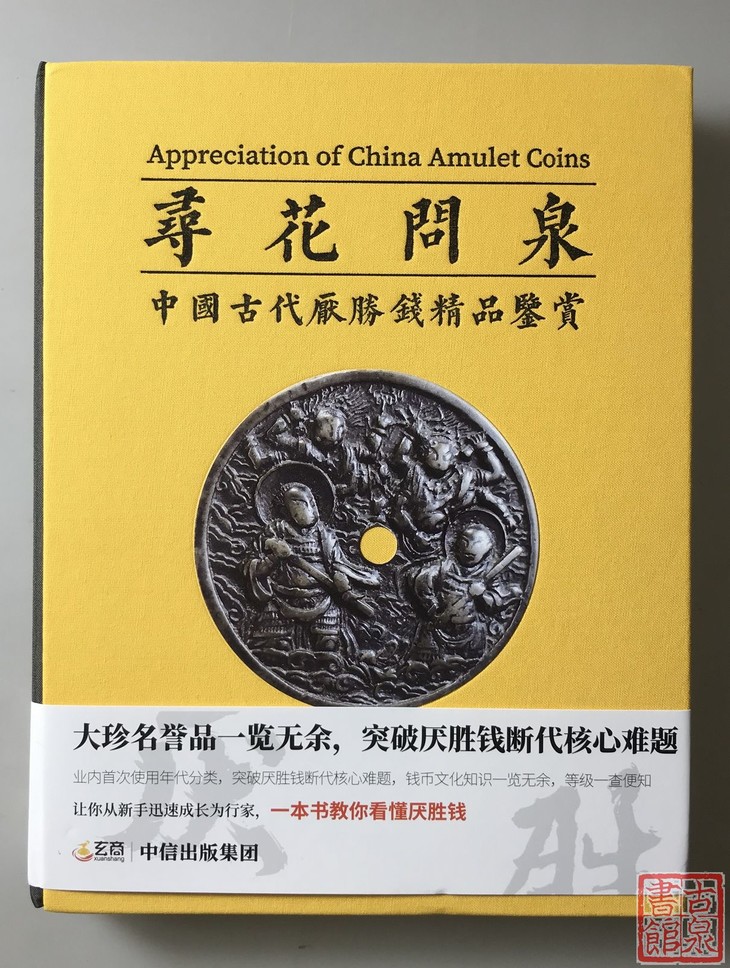 Appreciation of China Amulet Coins
尋花問泉
中國古代厭勝錢精品鑒賞
大珍名誉品一览无余，突破厌胜钱断代核心难题
业内首次使用年代分类，突破厌胜钱断代核心难题，钱币文化知识一览无余，等级一查便知
让你从新手迅速成长为行家，一本书教你看懂厌胜钱
玄商
xuanshang
中信出版集团
厌胜
古泉書館